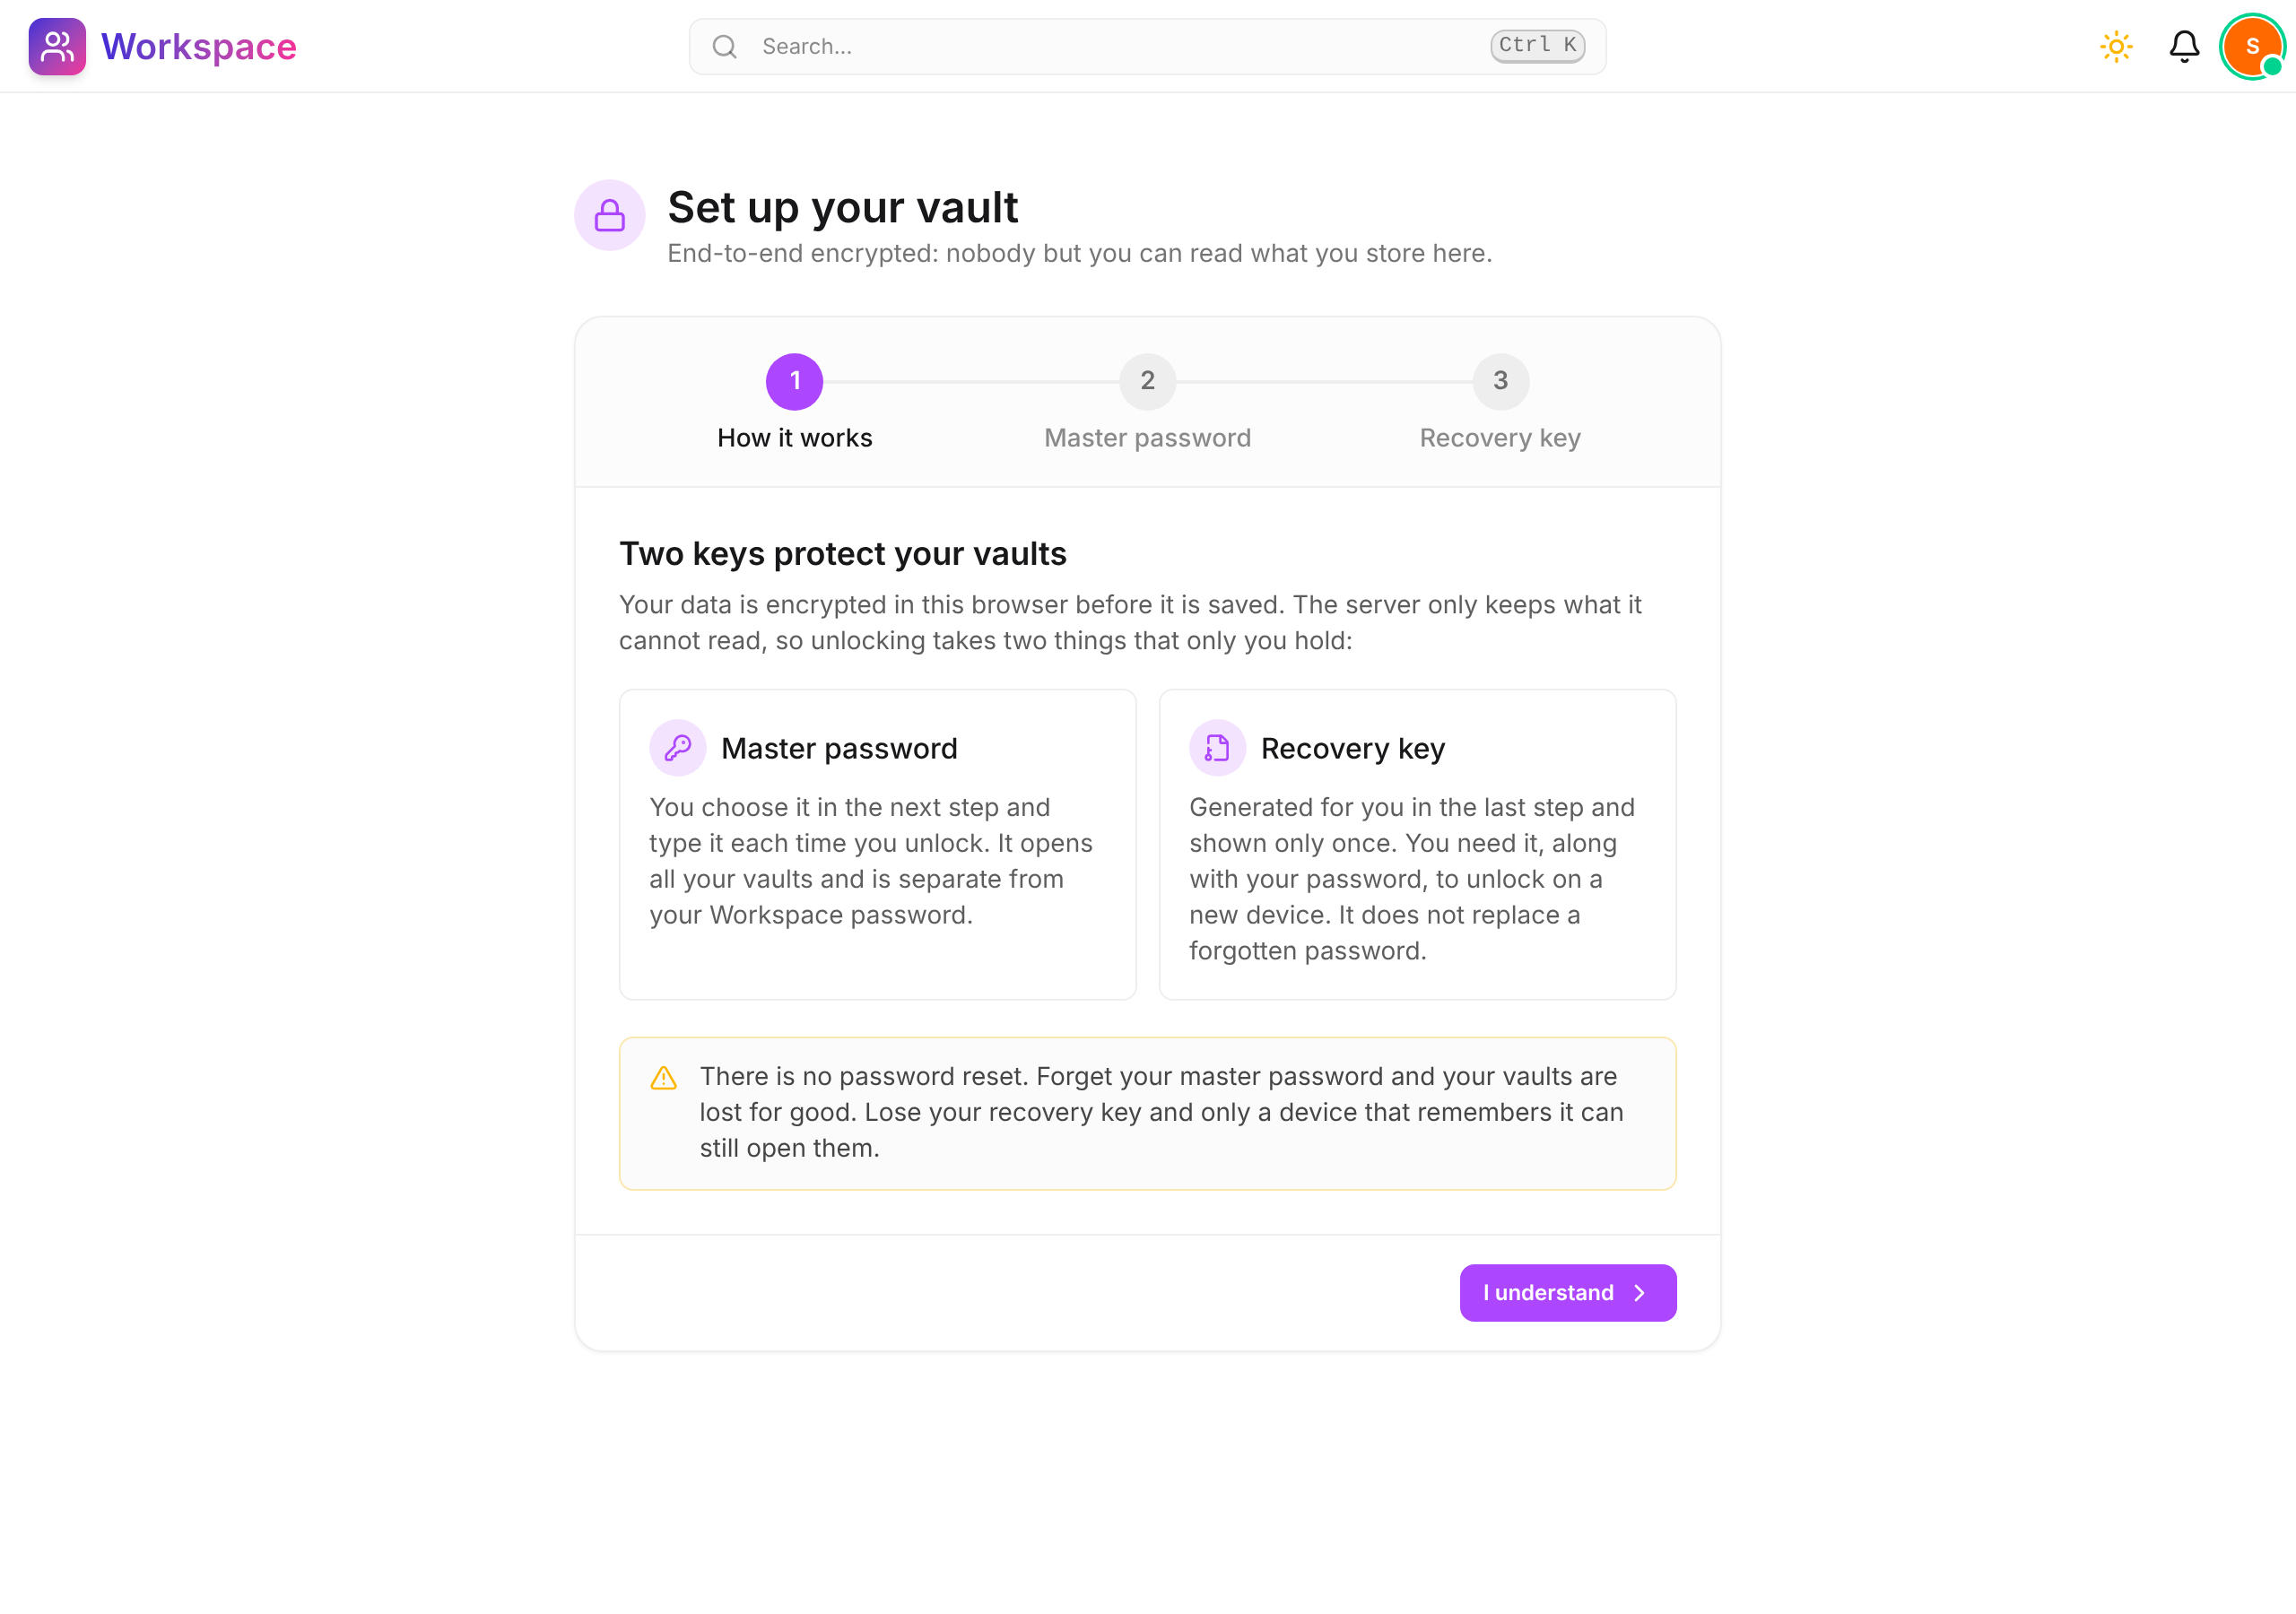 Workspace
Search...
Ctrl K
S
Set up your vault
End-to-end encrypted: nobody but you can read what you store here.
1
2
3
How it works
Master password
Recovery key
Two keys protect your vaults
Your data is encrypted in this browser before it is saved. The server only keeps what it
cannot read, so unlocking takes two things that only you hold:
Master password
You choose it in the next step and
type it each time you unlock. It opens
all your vaults and is separate from
your Workspace password.
Recovery key
Generated for you in the last step and
shown only once. You need it, along
with your password, to unlock on a
new device. It does not replace a
forgotten password.
There is no password reset. Forget your master password and your vaults are
lost for good. Lose your recovery key and only a device that remembers it can
still open them.
I understand